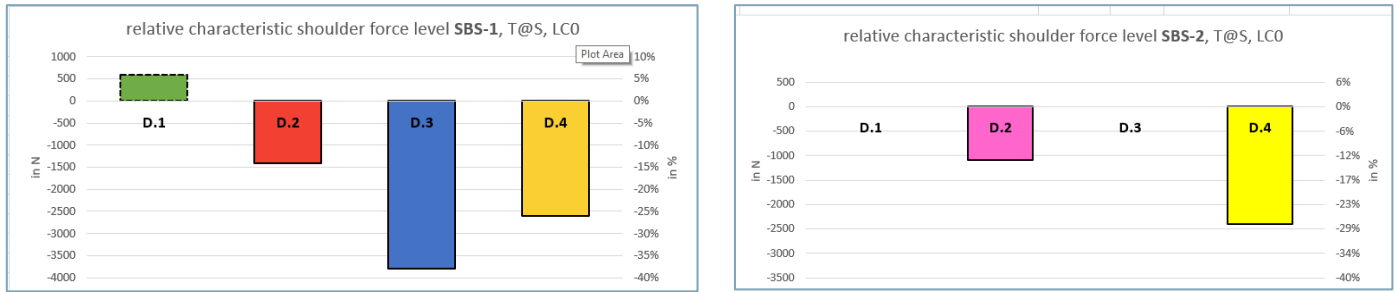 relative characteristic shoulder force level SBS-1, T@S, LC0
Plot Area
1000 10%
500 5%
0 0%
-500 D.1 D.2 D.3 D.4 -5%
-1000 -10%
-1500 -15%
-2000 -20%
-2500 -25%
-3000 -30%
-3500 -35%
-4000 -40%
in N
in %
relative characteristic shoulder force level SBS-2, T@S, LC0
500 6%
0 0%
D.1 D.2 D.3 D.4
-500 -6%
-1000 -12%
-1500 -17%
-2000 -23%
-2500 -29%
-3000 -34%
-3500 -40%
in N
in %